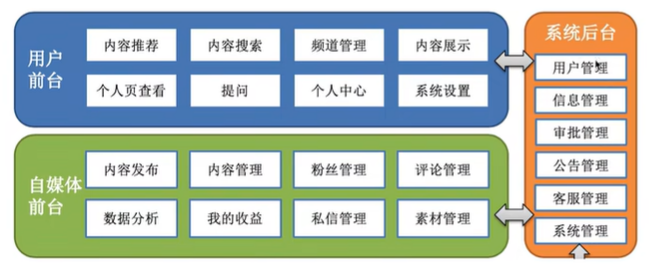 用户
前台
内容推荐 内容搜索 频道管理 内容展示
个人页查看 提问 个人中心 系统设置
自媒体
前台
内容发布 内容管理 粉丝管理 评论管理
数据分析 我的收益 私信管理 素材管理
系统后台
用户管理
信息管理
审批管理
公告管理
客服管理
系统管理